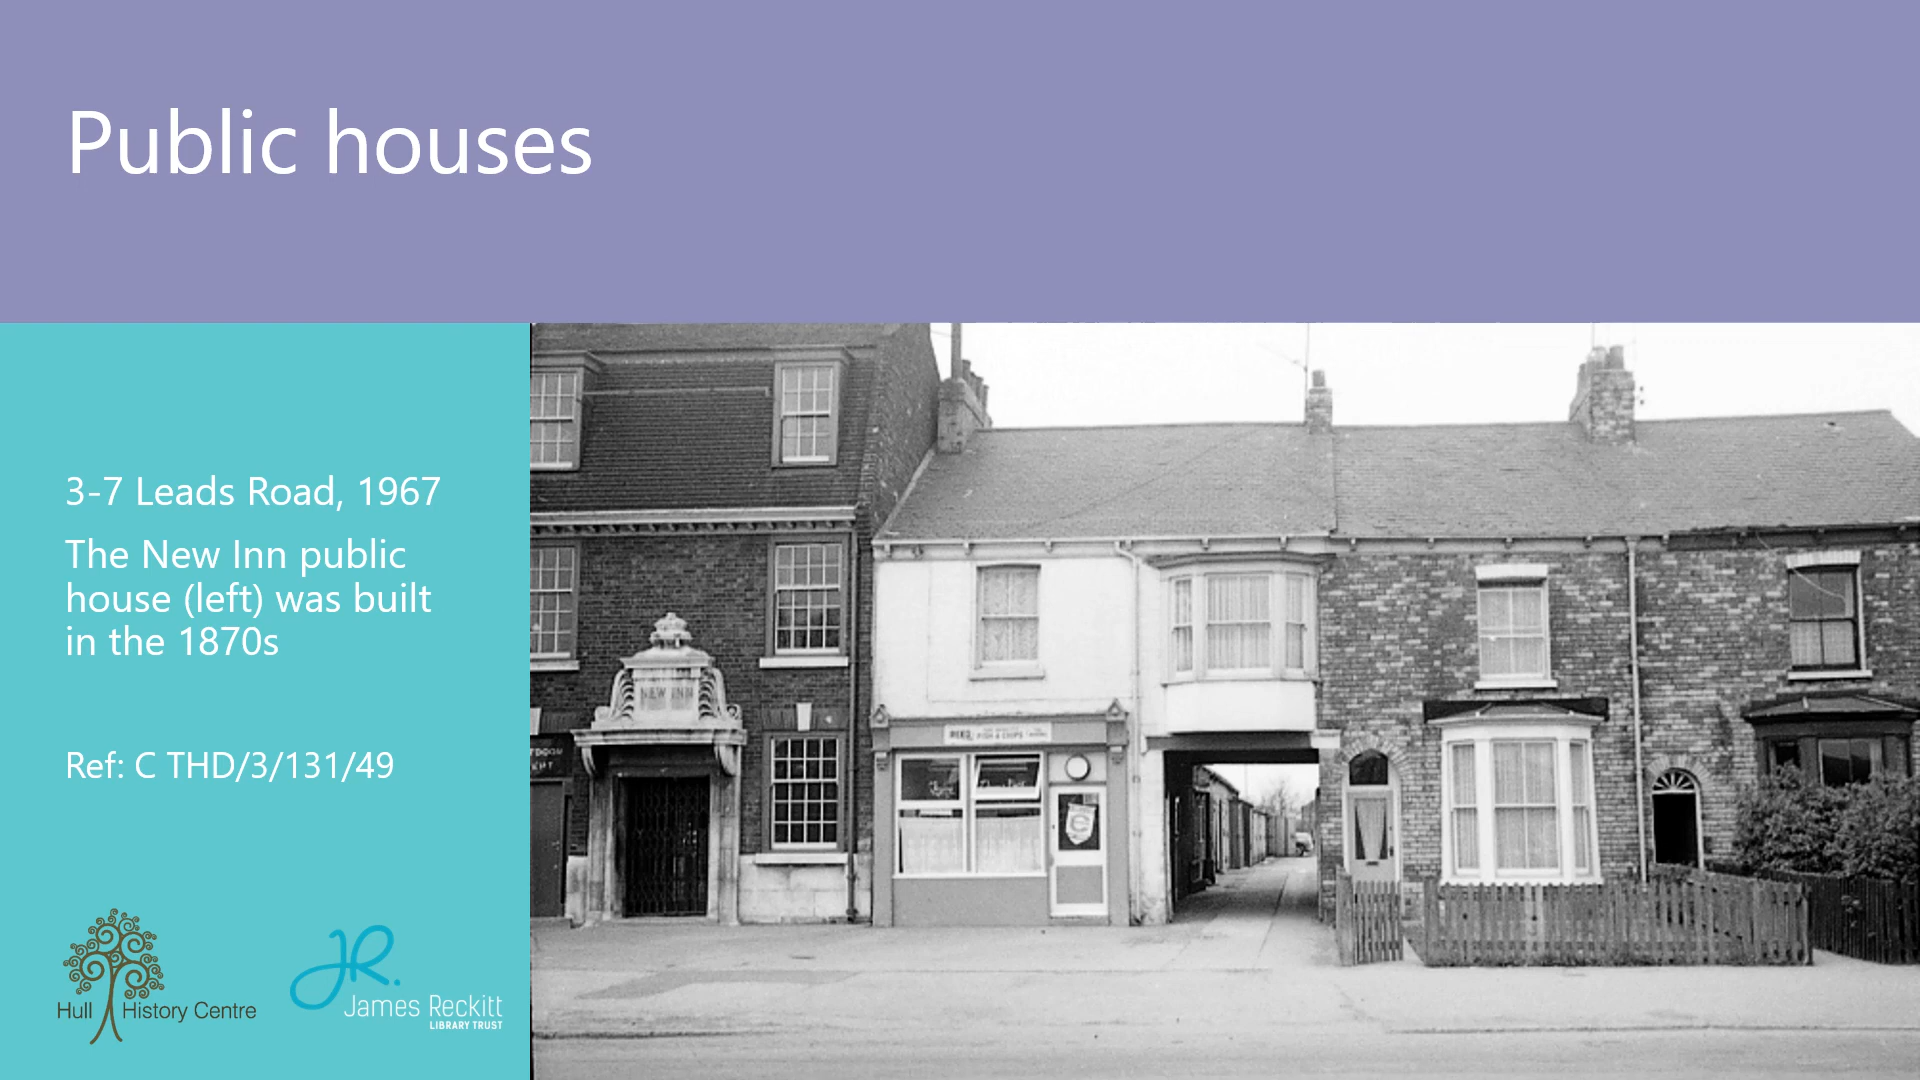 Public houses
3-7 Leads Road, 1967
The New Inn public
house (left) was built
in the 1870s
Ref: C THD/3/131/49
Hull History Centre
JR.
James Reckitt
LIBRARY TRUST
NEW INN
FISH & CHIPS